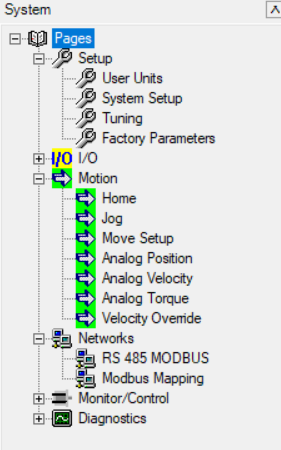 System
Pages
Setup
User Units
System Setup
Tuning
Factory Parameters
I/O I/O
Motion
Home
Jog
Move Setup
Analog Position
Analog Velocity
Analog Torque
Velocity Override
Networks
RS 485 MODBUS
Modbus Mapping
Monitor/Control
Diagnostics